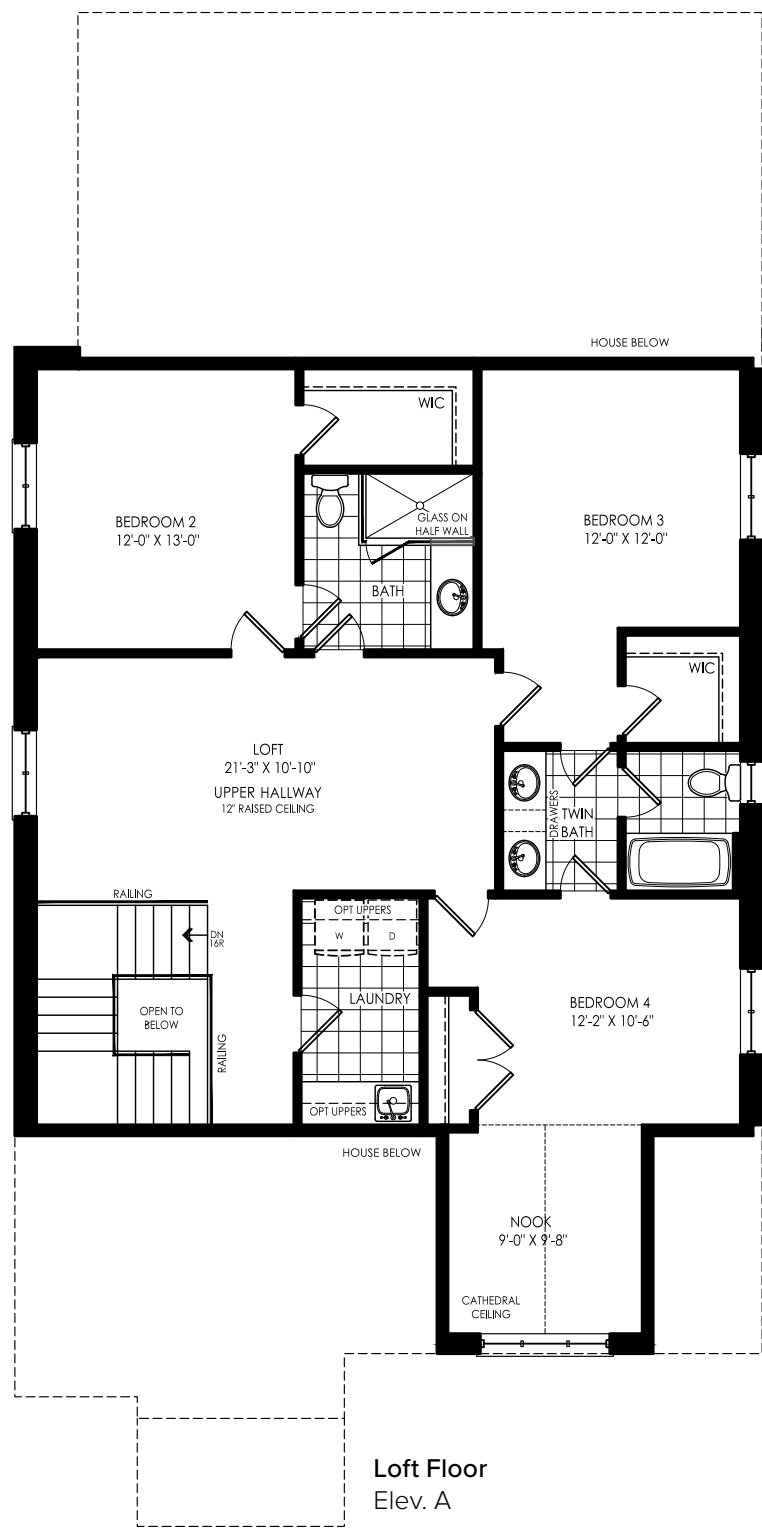 HOUSE BELOW
WIC
BEDROOM 2
12'-0" X 13'-0"
GLASS ON
HALF WALL
BEDROOM 3
12'-0" X 12'-0"
BATH
WIC
LOFT
21'-3" X 10'-10"
UPPER HALLWAY
12" RAISED CEILING
DRAWERS
TWIN
BATH
RAILING
DN
16R
OPT UPPERS
W
D
LAUNDRY
OPEN TO
BELOW
RAILING
BEDROOM 4
12'-2" X 10'-6"
OPT UPPERS
HOUSE BELOW
NOOK
9'-0" X 9'-8"
CATHEDRAL
CEILING
Loft Floor
Elev. A